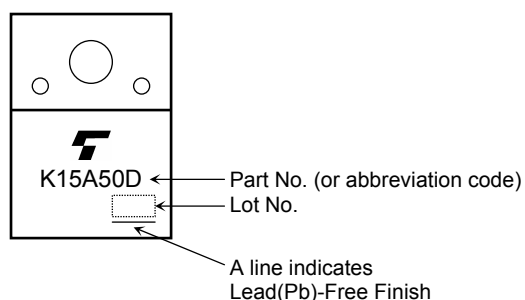 K15A50D
Part No. (or abbreviation code)
Lot No.
A line indicates
Lead(Pb)-Free Finish